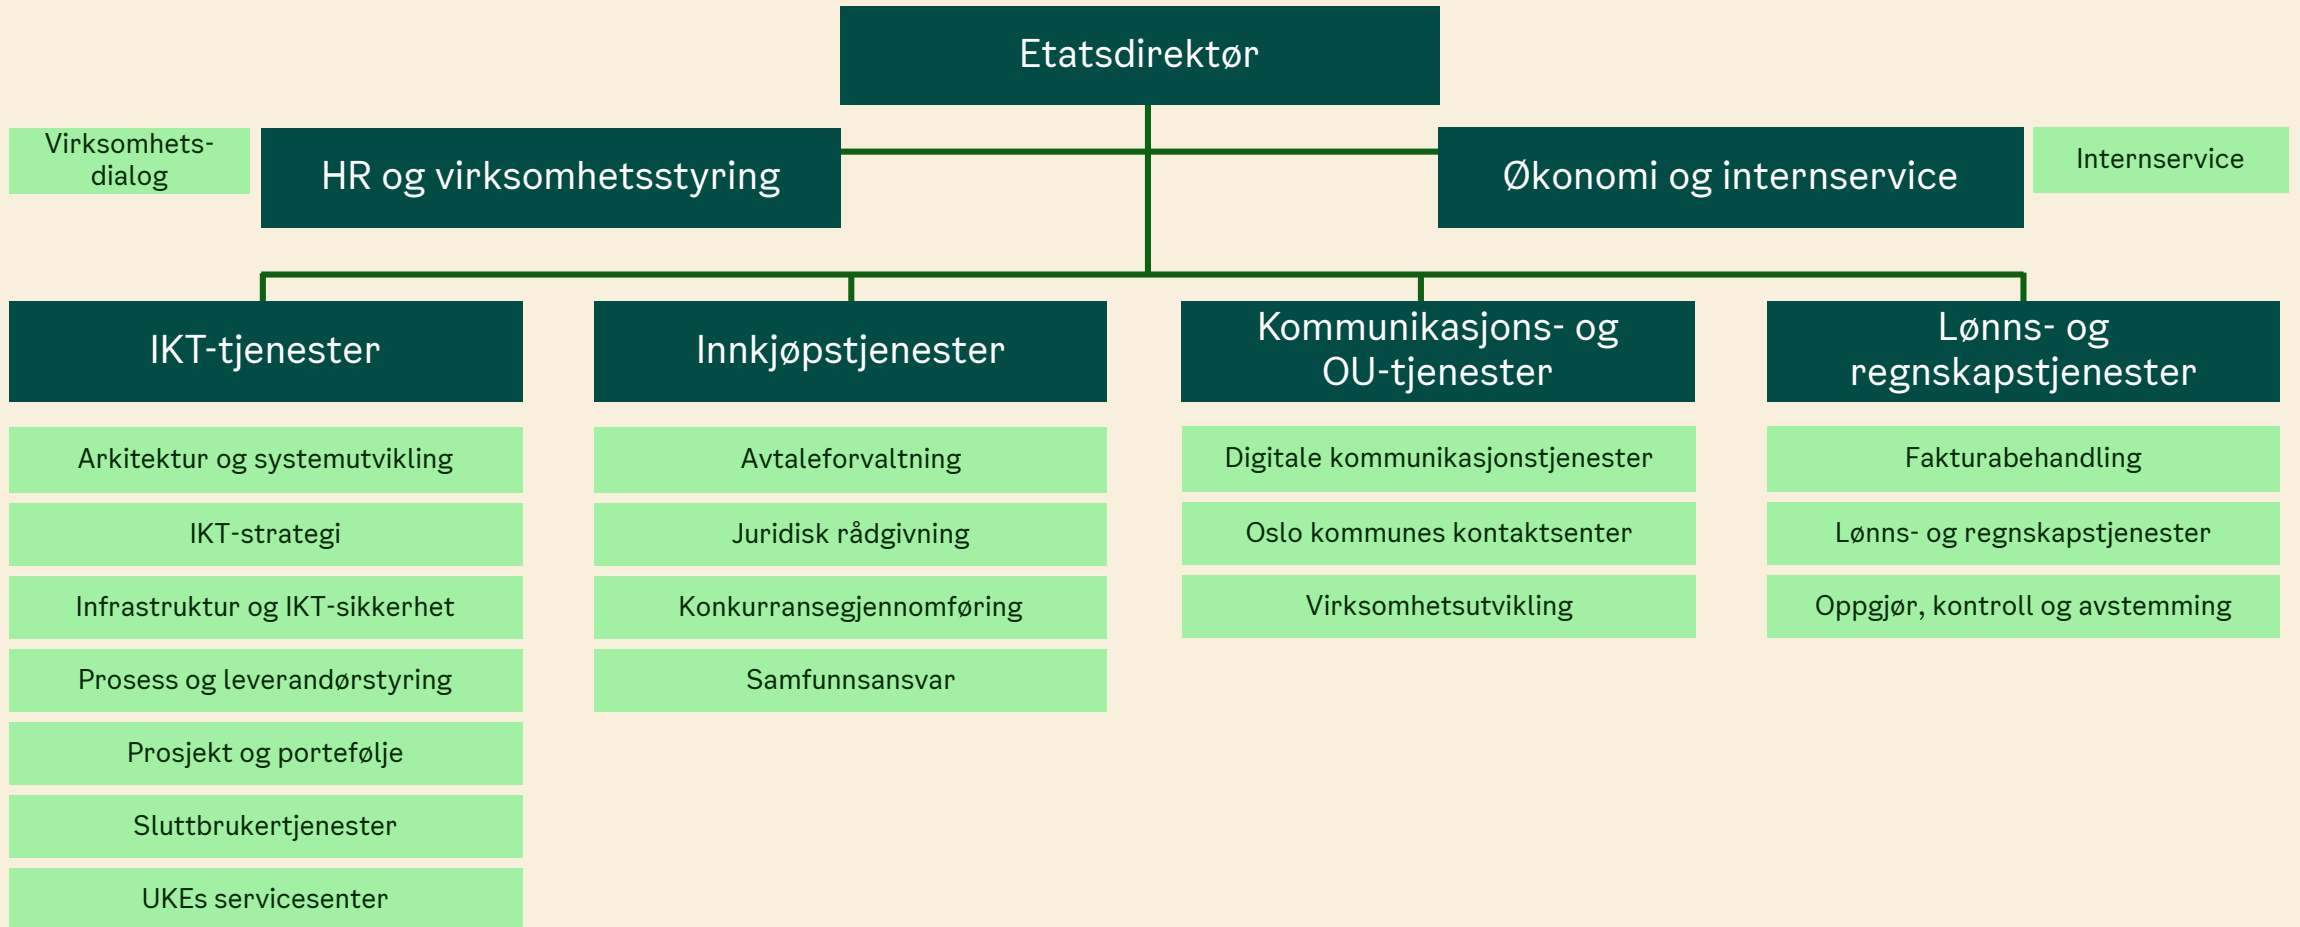 Etatsdirektør
Virksomhets-
dialog
HR og virksomhetsstyring
Økonomi og internservice
Internservice
IKT-tjenester
Arkitektur og systemutvikling
IKT-strategi
Infrastruktur og IKT-sikkerhet
Prosess og leverandørstyring
Prosjekt og portefølje
Sluttbrukertjenester
UKEs servicesenter
Innkjøpstjenester
Avtaleforvaltning
Juridisk rådgivning
Konkurransegjennomføring
Samfunnsansvar
Kommunikasjons- og
OU-tjenester
Digitale kommunikasjonstjenester
Oslo kommunes kontaktsenter
Virksomhetsutvikling
Lønns- og
regnskapstjenester
Fakturabehandling
Lønns- og regnskapstjenester
Oppgjør, kontroll og avstemming